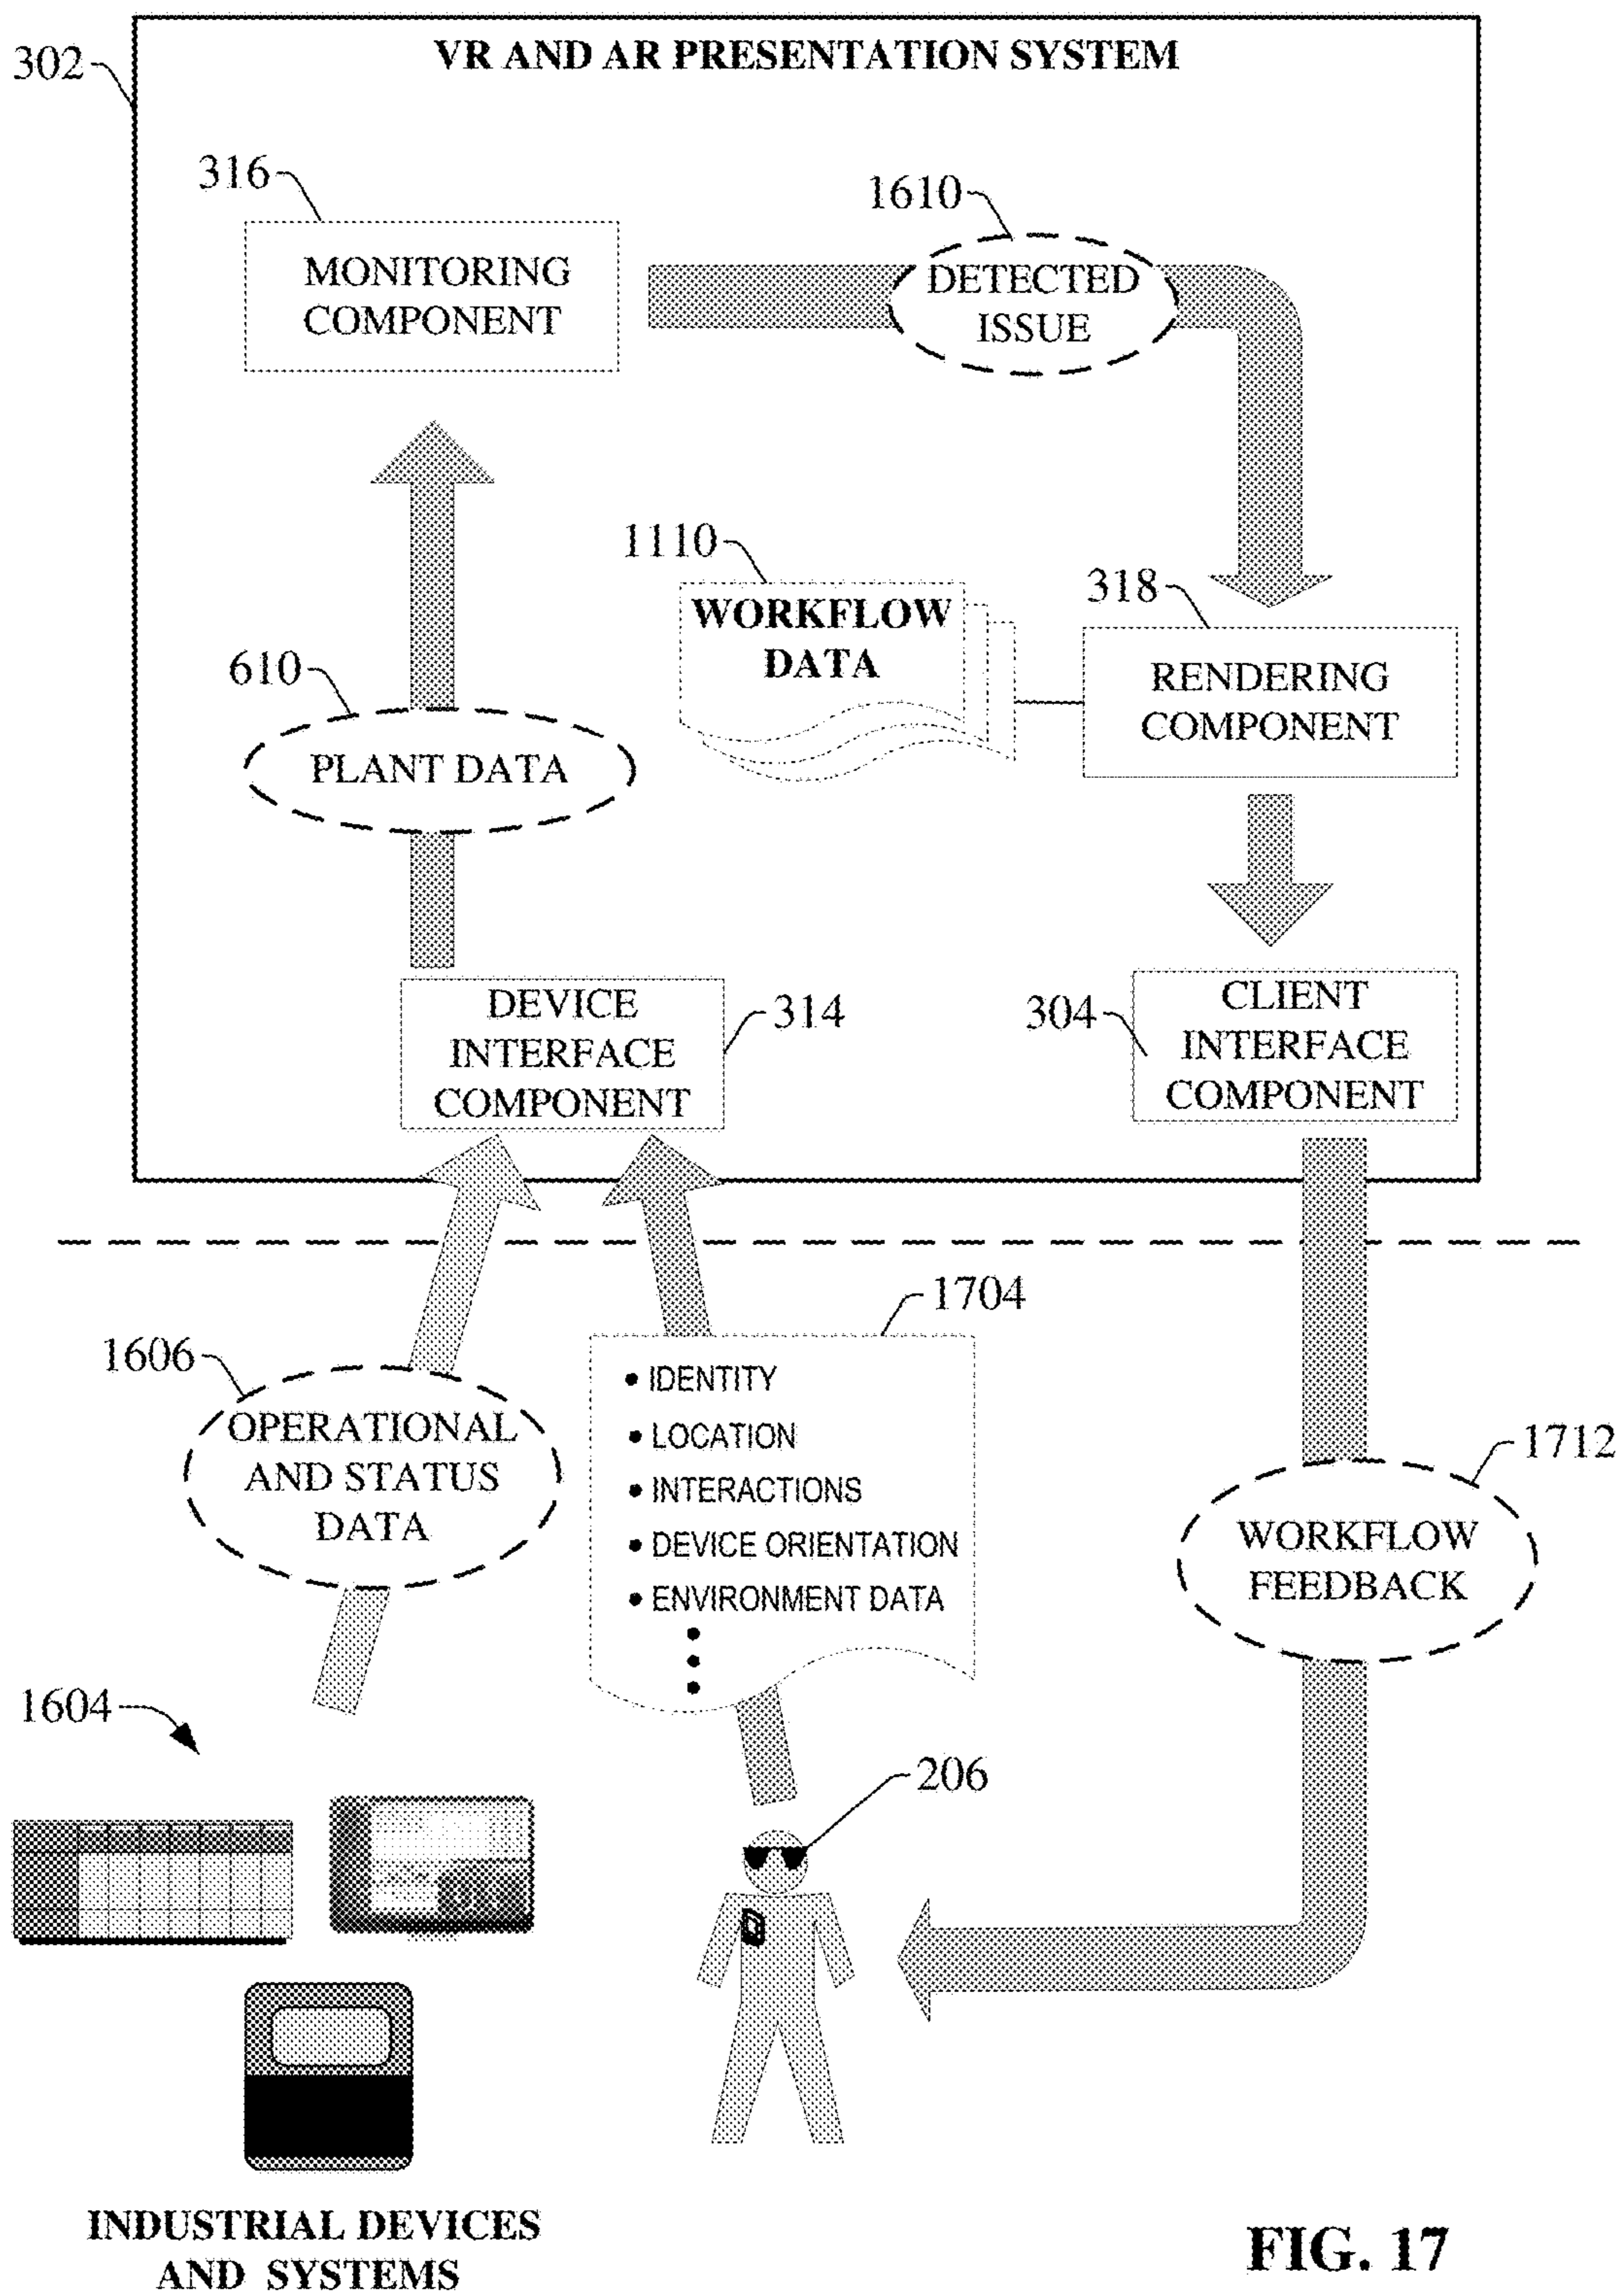 302
VR AND AR PRESENTATION SYSTEM
316
1610
MONITORING
COMPONENT
DETECTED
ISSUE
1110
318
WORKFLOW
DATA
RENDERING
COMPONENT
610
PLANT DATA
DEVICE
INTERFACE
COMPONENT
314
304
CLIENT
INTERFACE
COMPONENT
1704
1606
OPERATIONAL
AND STATUS
DATA
• IDENTITY
• LOCATION
• INTERACTIONS
• DEVICE ORIENTATION
• ENVIRONMENT DATA
1712
WORKFLOW
FEEDBACK
1604
206
INDUSTRIAL DEVICES
AND SYSTEMS
FIG. 17